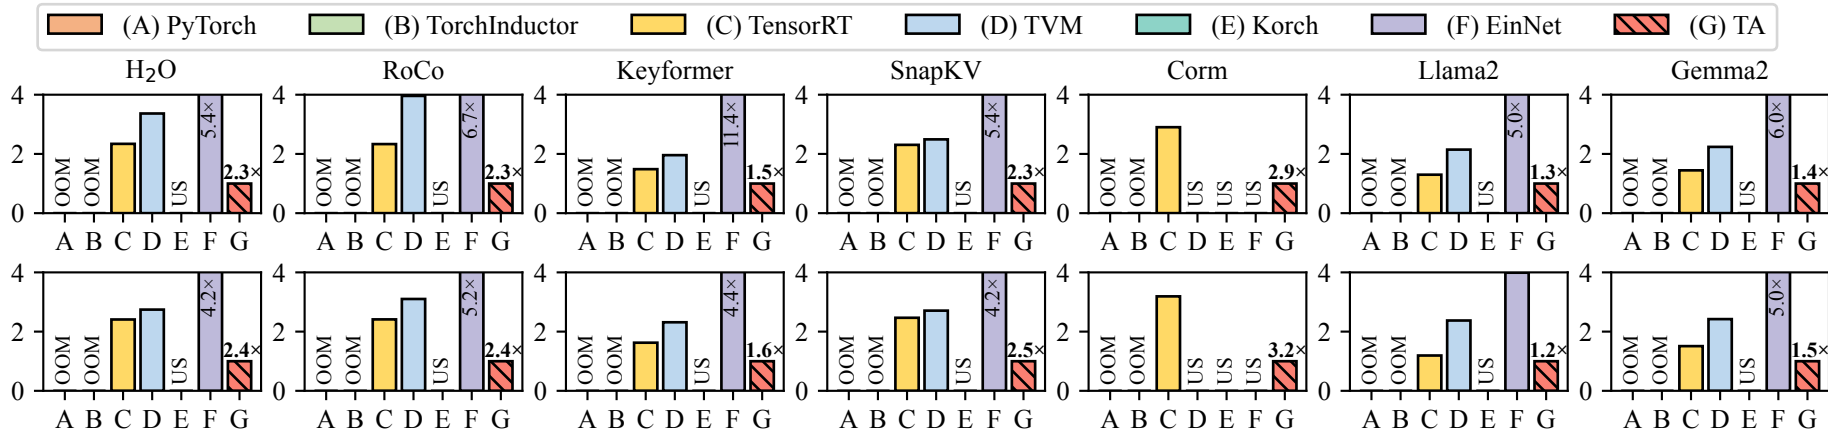 (A) PyTorch (B) TorchInductor (C) TensorRT (D) TVM (E) Korch (F) EinNet (G) TA
H₂O RoCo Keyformer SnapKV Corm Llama2 Gemma2
4 2 0 OOM OOM US 5.4× 2.3× A B C D E F G
4 2 0 OOM OOM US 6.7× 2.3× A B C D E F G
4 2 0 OOM OOM US 11.4× 1.5× A B C D E F G
4 2 0 OOM OOM US 5.4× 2.3× A B C D E F G
4 2 0 OOM OOM US US US 2.9× A B C D E F G
4 2 0 OOM OOM US 5.0× 1.3× A B C D E F G
4 2 0 OOM OOM US 6.0× 1.4× A B C D E F G
4 2 0 OOM OOM US 4.2× 2.4× A B C D E F G
4 2 0 OOM OOM US 5.2× 2.4× A B C D E F G
4 2 0 OOM OOM US 4.4× 1.6× A B C D E F G
4 2 0 OOM OOM US 4.2× 2.5× A B C D E F G
4 2 0 OOM OOM US US US 3.2× A B C D E F G
4 2 0 OOM OOM US 1.2× A B C D E F G
4 2 0 OOM OOM US 5.0× 1.5× A B C D E F G